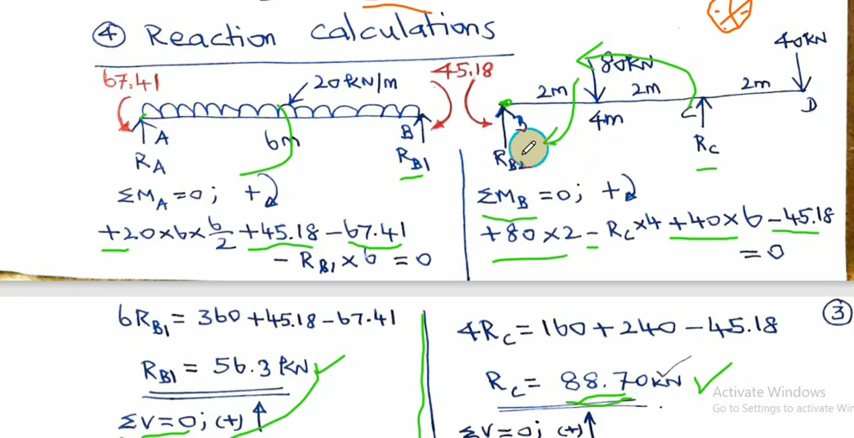 ④ Reaction calculations
67.41 20KN/m 45.18
A B
6m
RA RB1
ΣMA=0; +
+20×6×6/2+45.18-67.41
-RB1×6=0
80KN 40KN
2m 2m 2m
B 4m C D
RB2 RC
ΣMB=0; +
+80×2-RC×4+40×6-45.18
=0
6RB1=360+45.18-67.41
RB1=56.3KN
ΣV=0; (+)↑
③
4RC=160+240-45.18
RC=88.70KN
ΣV=0; (+)↑
Activate Windows
Go to Settings to activate Win